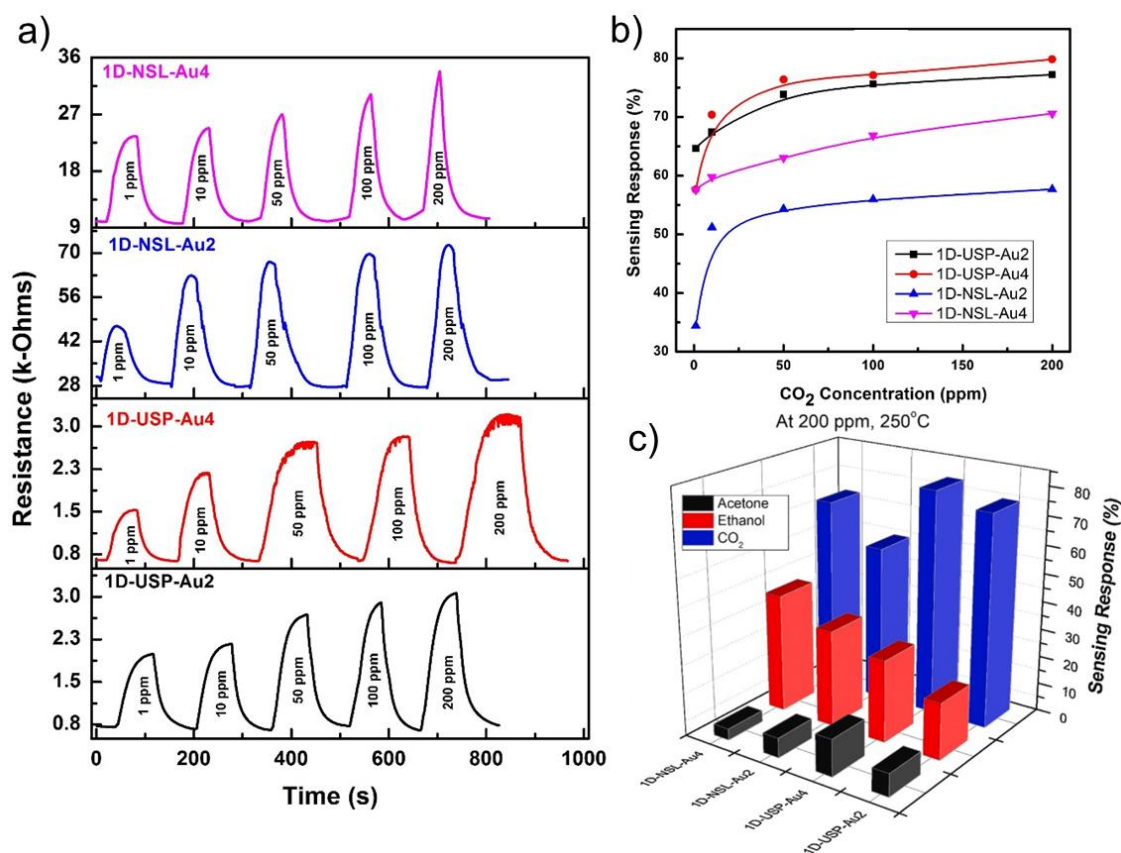 a)
Resistance (k-Ohms)
36
27
18
9
1D-NSL-Au4
1 ppm
10 ppm
50 ppm
100 ppm
200 ppm
70
56
42
28
1D-NSL-Au2
1 ppm
10 ppm
50 ppm
100 ppm
200 ppm
3.0
2.3
1.5
0.8
1D-USP-Au4
1 ppm
10 ppm
50 ppm
100 ppm
200 ppm
3.0
2.3
1.5
0.8
1D-USP-Au2
1 ppm
10 ppm
50 ppm
100 ppm
200 ppm
0 200 400 600 800 1000
Time (s)
b)
Sensing Response (%)
80
70
60
50
40
30
1D-USP-Au2
1D-USP-Au4
1D-NSL-Au2
1D-NSL-Au4
0 50 100 150 200
CO2 Concentration (ppm)
At 200 ppm, 250°C
c)
Acetone
Ethanol
CO2
80
70
60
50
40
30
20
10
0
Sensing Response (%)
1D-NSL-Au4
1D-NSL-Au2
1D-USP-Au4
1D-USP-Au2